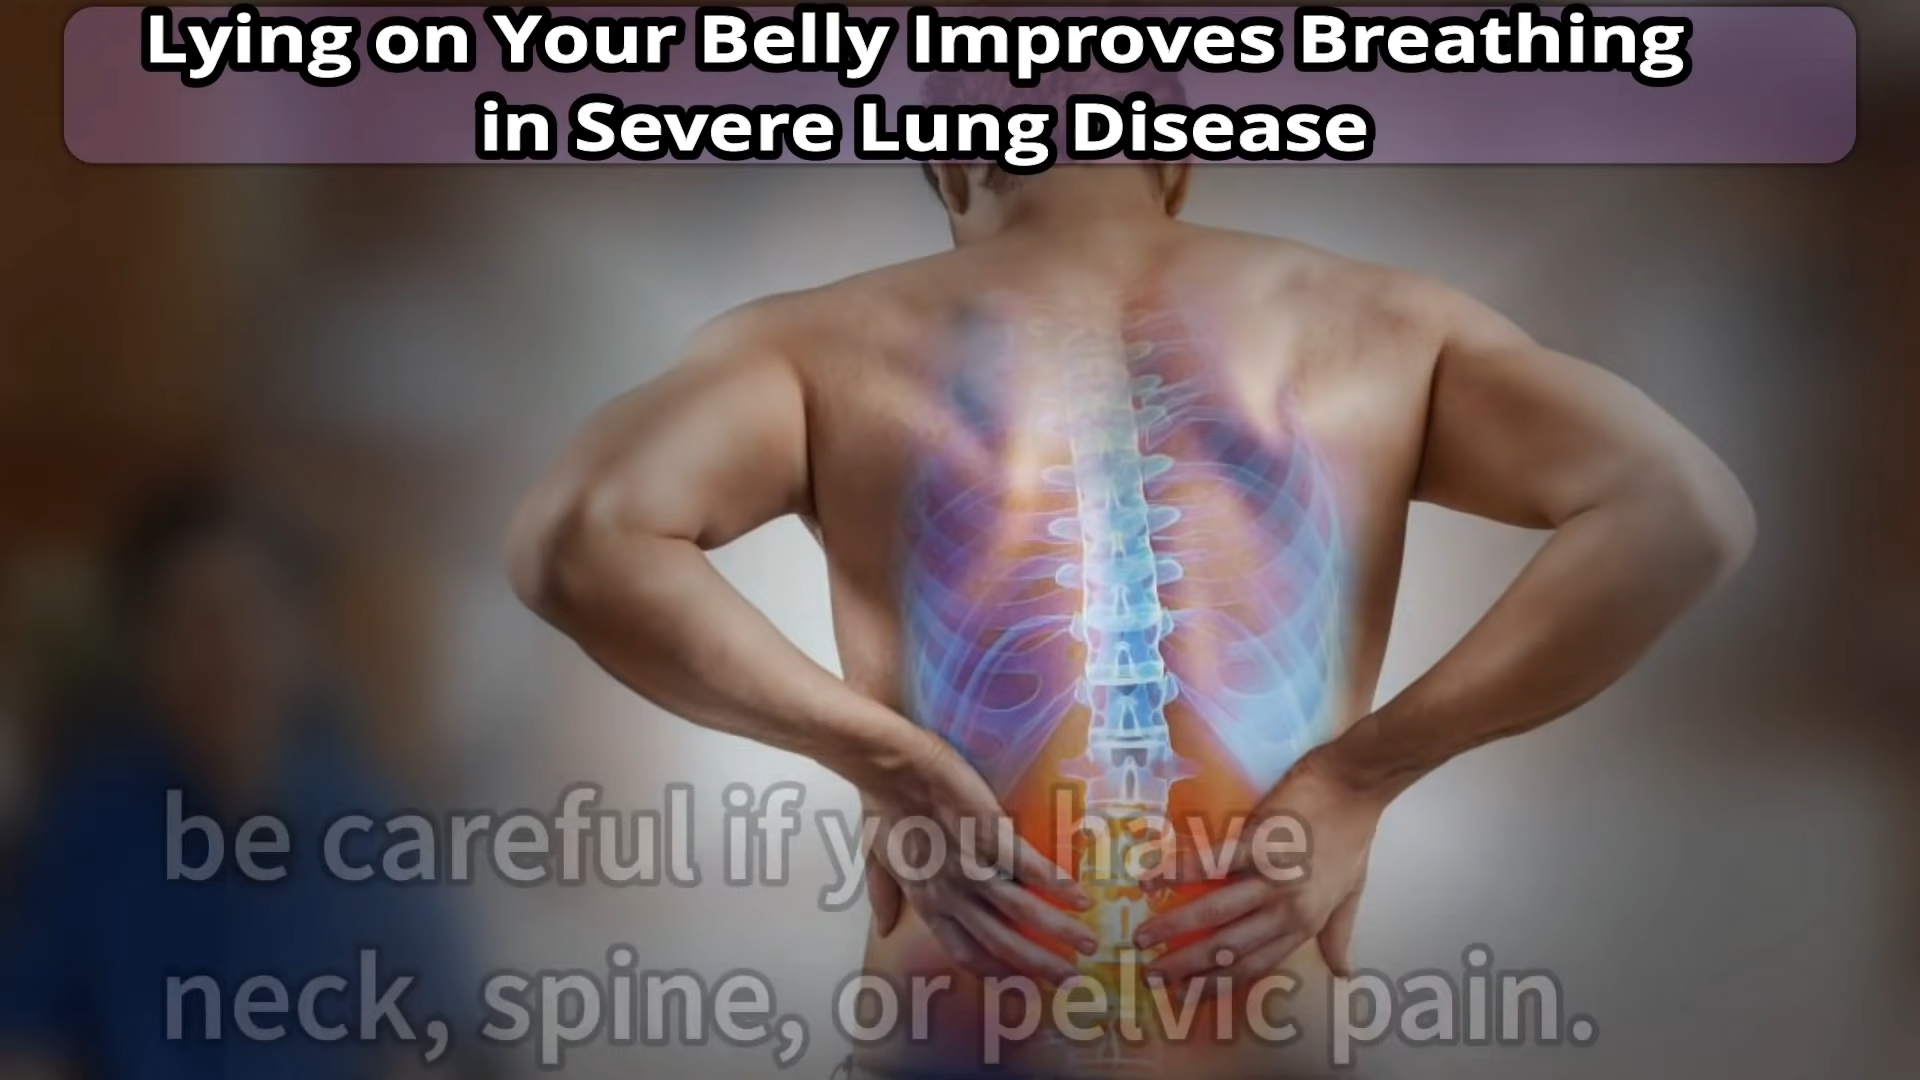 Lying on Your Belly Improves Breathing
in Severe Lung Disease
be careful if you have
neck, spine, or pelvic pain.